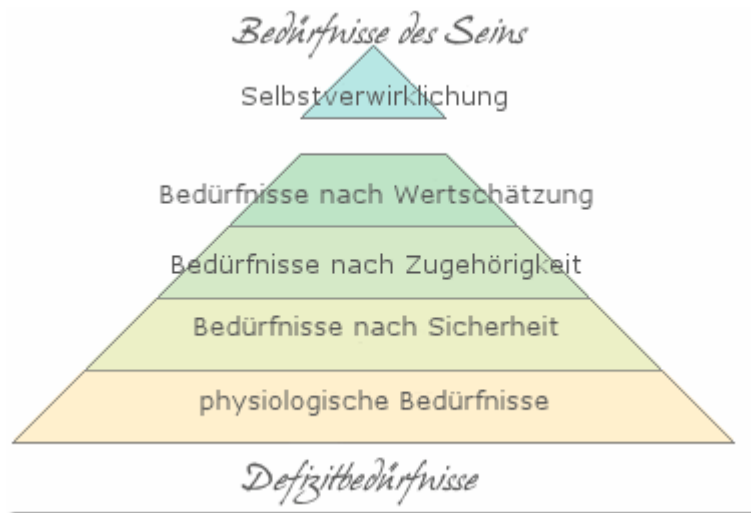 Bedürfnisse des Seins
Selbstverwirklichung
Bedürfnisse nach Wertschätzung
Bedürfnisse nach Zugehörigkeit
Bedürfnisse nach Sicherheit
physiologische Bedürfnisse
Defizitbedürfnisse